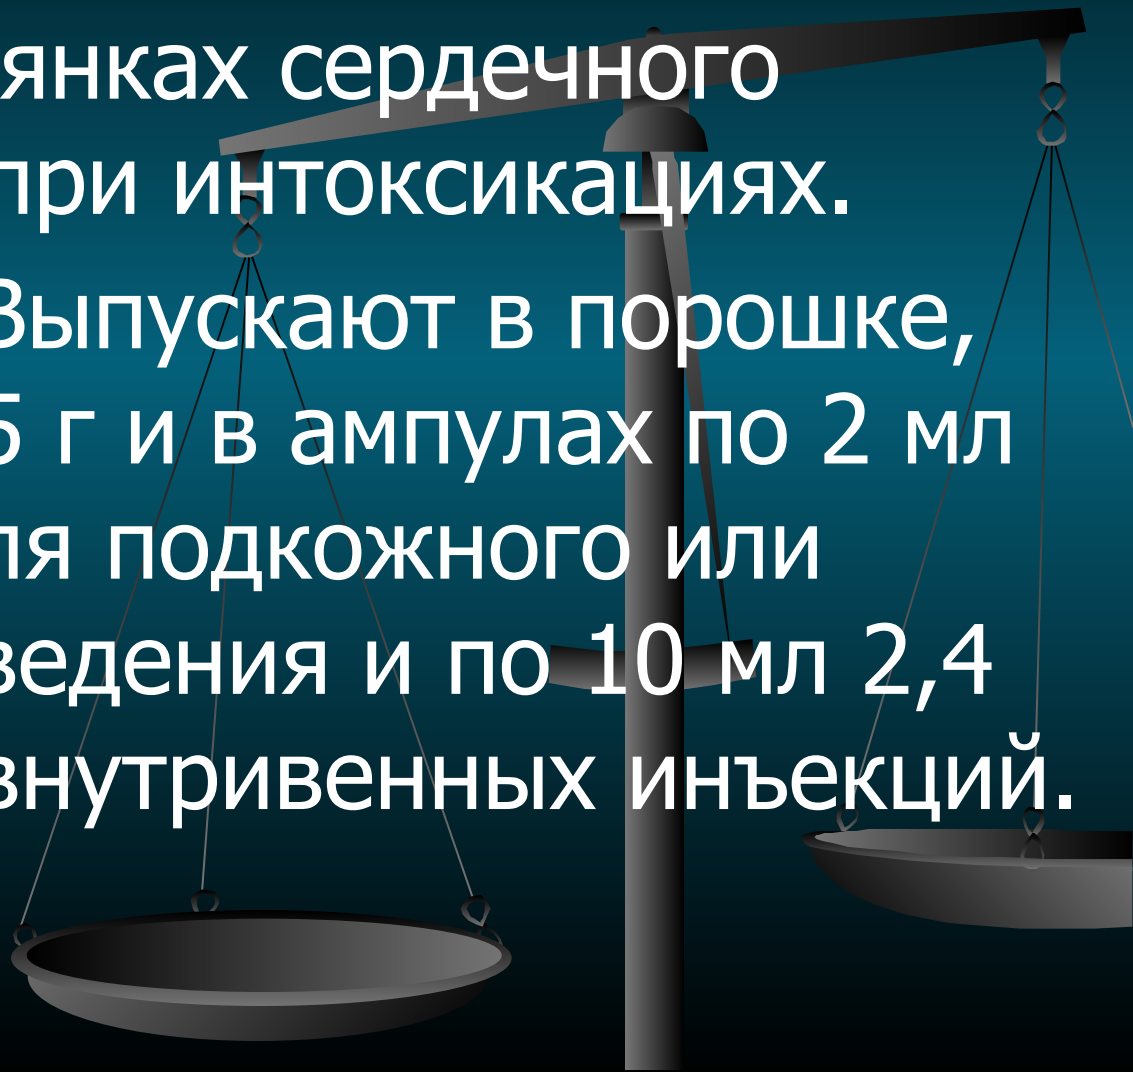 янках сердечного
при интоксикациях.
Выпускают в порошке,
5 г и в ампулах по 2 мл
ля подкожного или
ведения и по 10 мл 2,4
внутривенных инъекций.